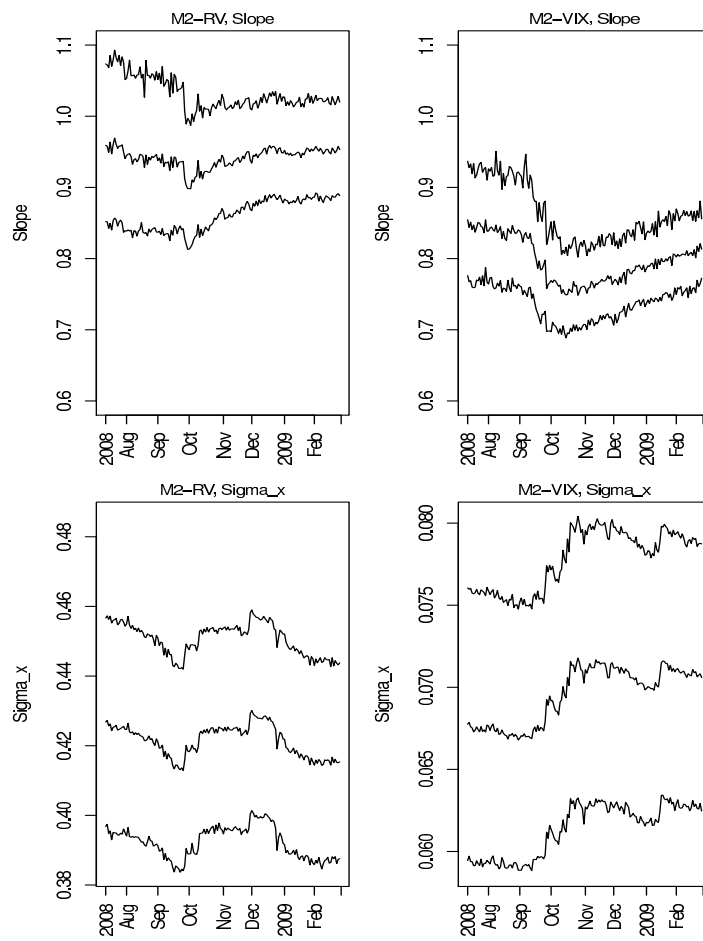 M2−RV, Slope
Slope
1.1
1.0
0.9
0.8
0.7
0.6
2008 Aug Sep Oct Nov Dec 2009 Feb
M2−VIX, Slope
Slope
1.1
1.0
0.9
0.8
0.7
0.6
2008 Aug Sep Oct Nov Dec 2009 Feb
M2−RV, Sigma_x
Sigma_x
0.48
0.46
0.44
0.42
0.40
0.38
2008 Aug Sep Oct Nov Dec 2009 Feb
M2−VIX, Sigma_x
Sigma_x
0.080
0.075
0.070
0.065
0.060
2008 Aug Sep Oct Nov Dec 2009 Feb